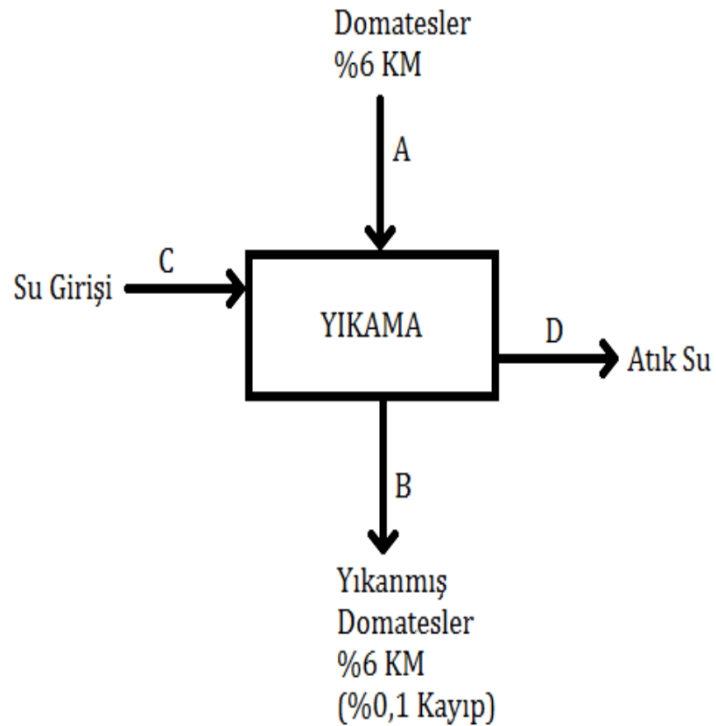 Domatesler
%6 KM
A
C
Su Girişi
YIKAMA
D
Atık Su
B
Yıkanmış
Domatesler
%6 KM
(%0,1 Kayıp)